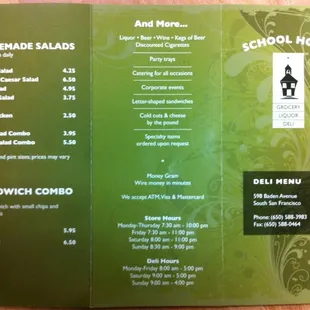 EMADE SALADS
daily
alad 4.25
Caesar Salad 6.50
Salad 4.50
Salad 3.75
cken 2.50
lad Combo 3.95
Salad Combo 5.50
and pint sizes; prices may vary
DWICH COMBO
with small chips and
5.95
6.50
And More...
Liquor • Beer • Wine • Kegs of Beer
Discounted Cigarettes
Party trays
Catering for all occasions
Corporate events
Letter-shaped sandwiches
Cold cuts & cheese
by the pound
Specialty items
ordered upon request
Money Gram
Wire money in minutes
We accept ATM, Visa & Mastercard
Store Hours
Monday-Thursday 7:30 am - 10:00 pm
Friday 7:30 am - 11:00 pm
Saturday 8:00 am - 11:00 pm
Sunday 8:30 am - 9:00 pm
Deli Hours
Monday-Friday 8:00 am - 5:00 pm
Saturday 9:00 am - 5:00 pm
Sunday 9:00 am - 4:00 pm
SCHOOL HO
GROCERY
LIQUOR
DELI
DELI MENU
598 Baden Avenue
South San Francisco
Phone: (650) 588-3983
Fax: (650) 588-0464